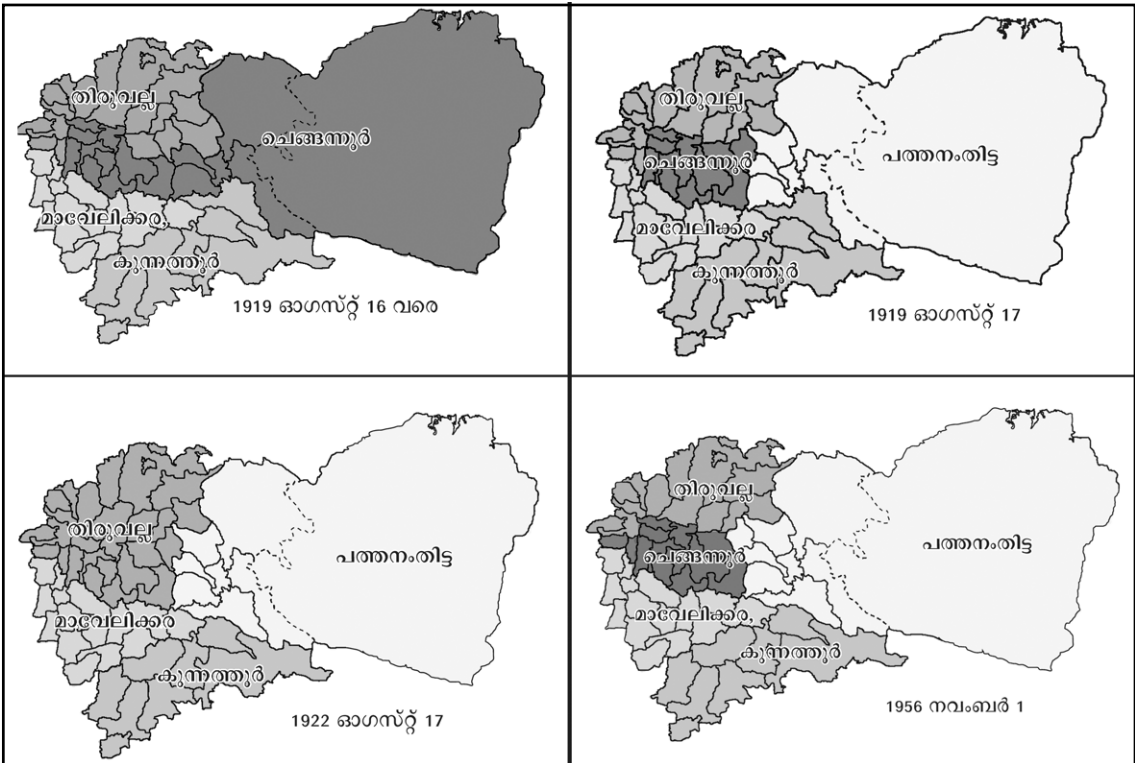 തിരുവല്ല
ചെങ്ങന്നൂർ
മാവേലിക്കര,
കുന്നത്തൂർ
1919 ഓഗസ്റ്റ് 16 വരെ
തിരുവല്ല
ചെങ്ങന്നൂർ
പത്തനംതിട്ട
മാവേലിക്കര
കുന്നത്തൂർ
1919 ഓഗസ്റ്റ് 17
തിരുവല്ല
പത്തനംതിട്ട
മാവേലിക്കര
കുന്നത്തൂർ
1922 ഓഗസ്റ്റ് 17
തിരുവല്ല
പത്തനംതിട്ട
ചെങ്ങന്നൂർ
മാവേലിക്കര,
കുന്നത്തൂർ
1956 നവംബർ 1